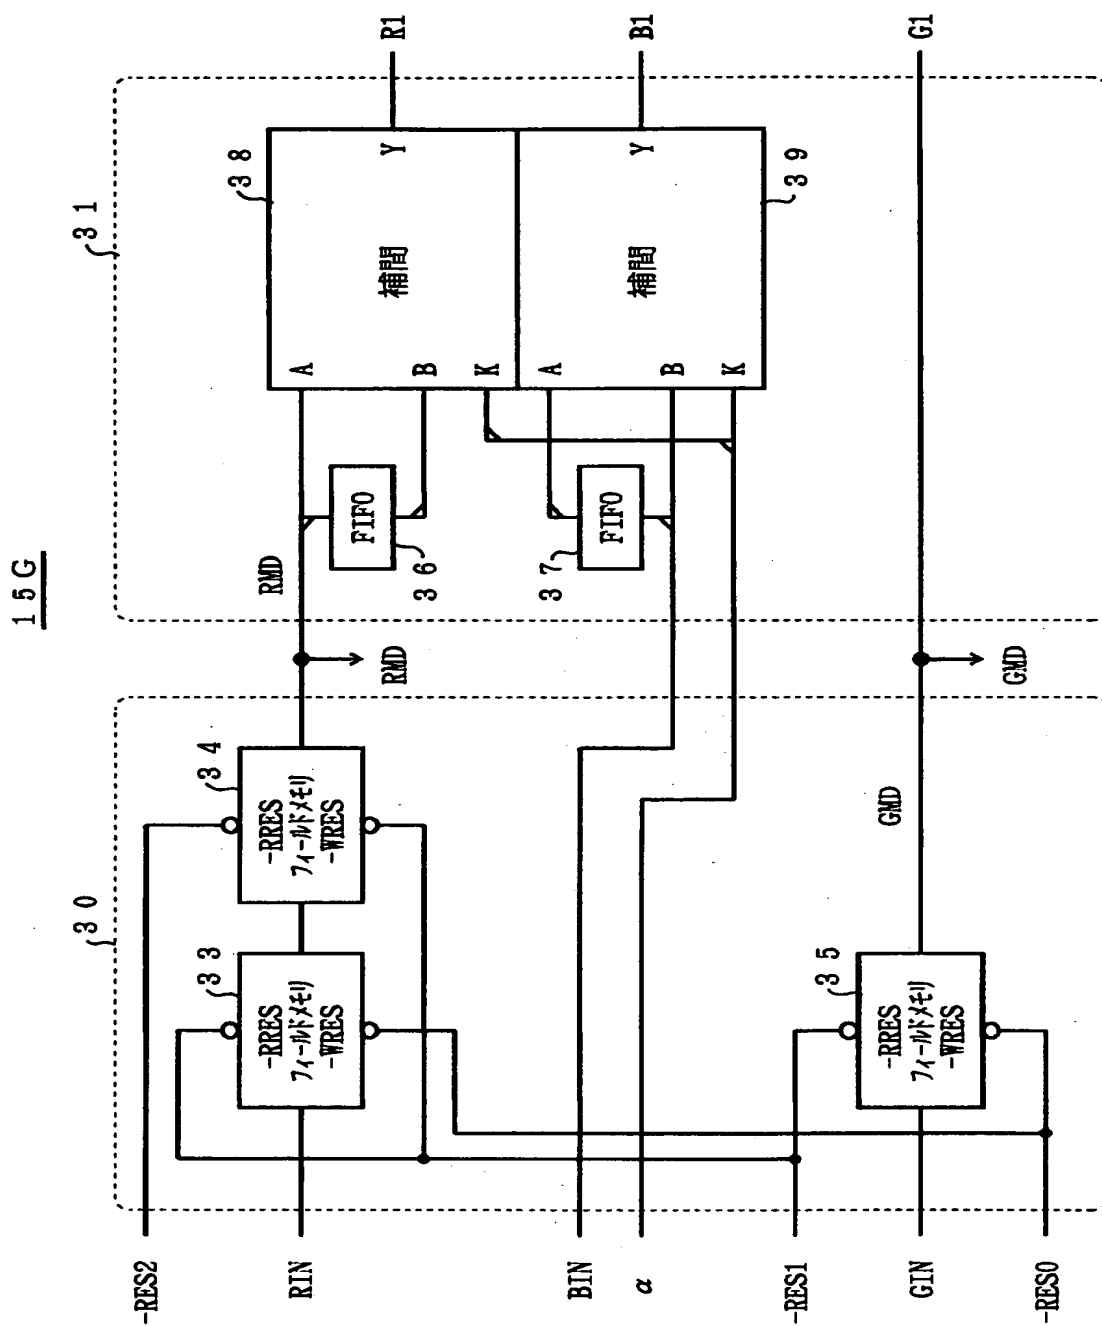 15G
30
31
-RES2
RIN
BIN
α
-RES1
GIN
-RES0
33
-RRES
フィールドメモリ
-WRES
34
-RRES
フィールドメモリ
-WRES
35
-RRES
フィールドメモリ
-WRES
RMD
RMD
GMD
GMD
FIFO
36
FIFO
37
38
A
B
K
補間
Y
39
A
B
K
補間
Y
R1
B1
G1